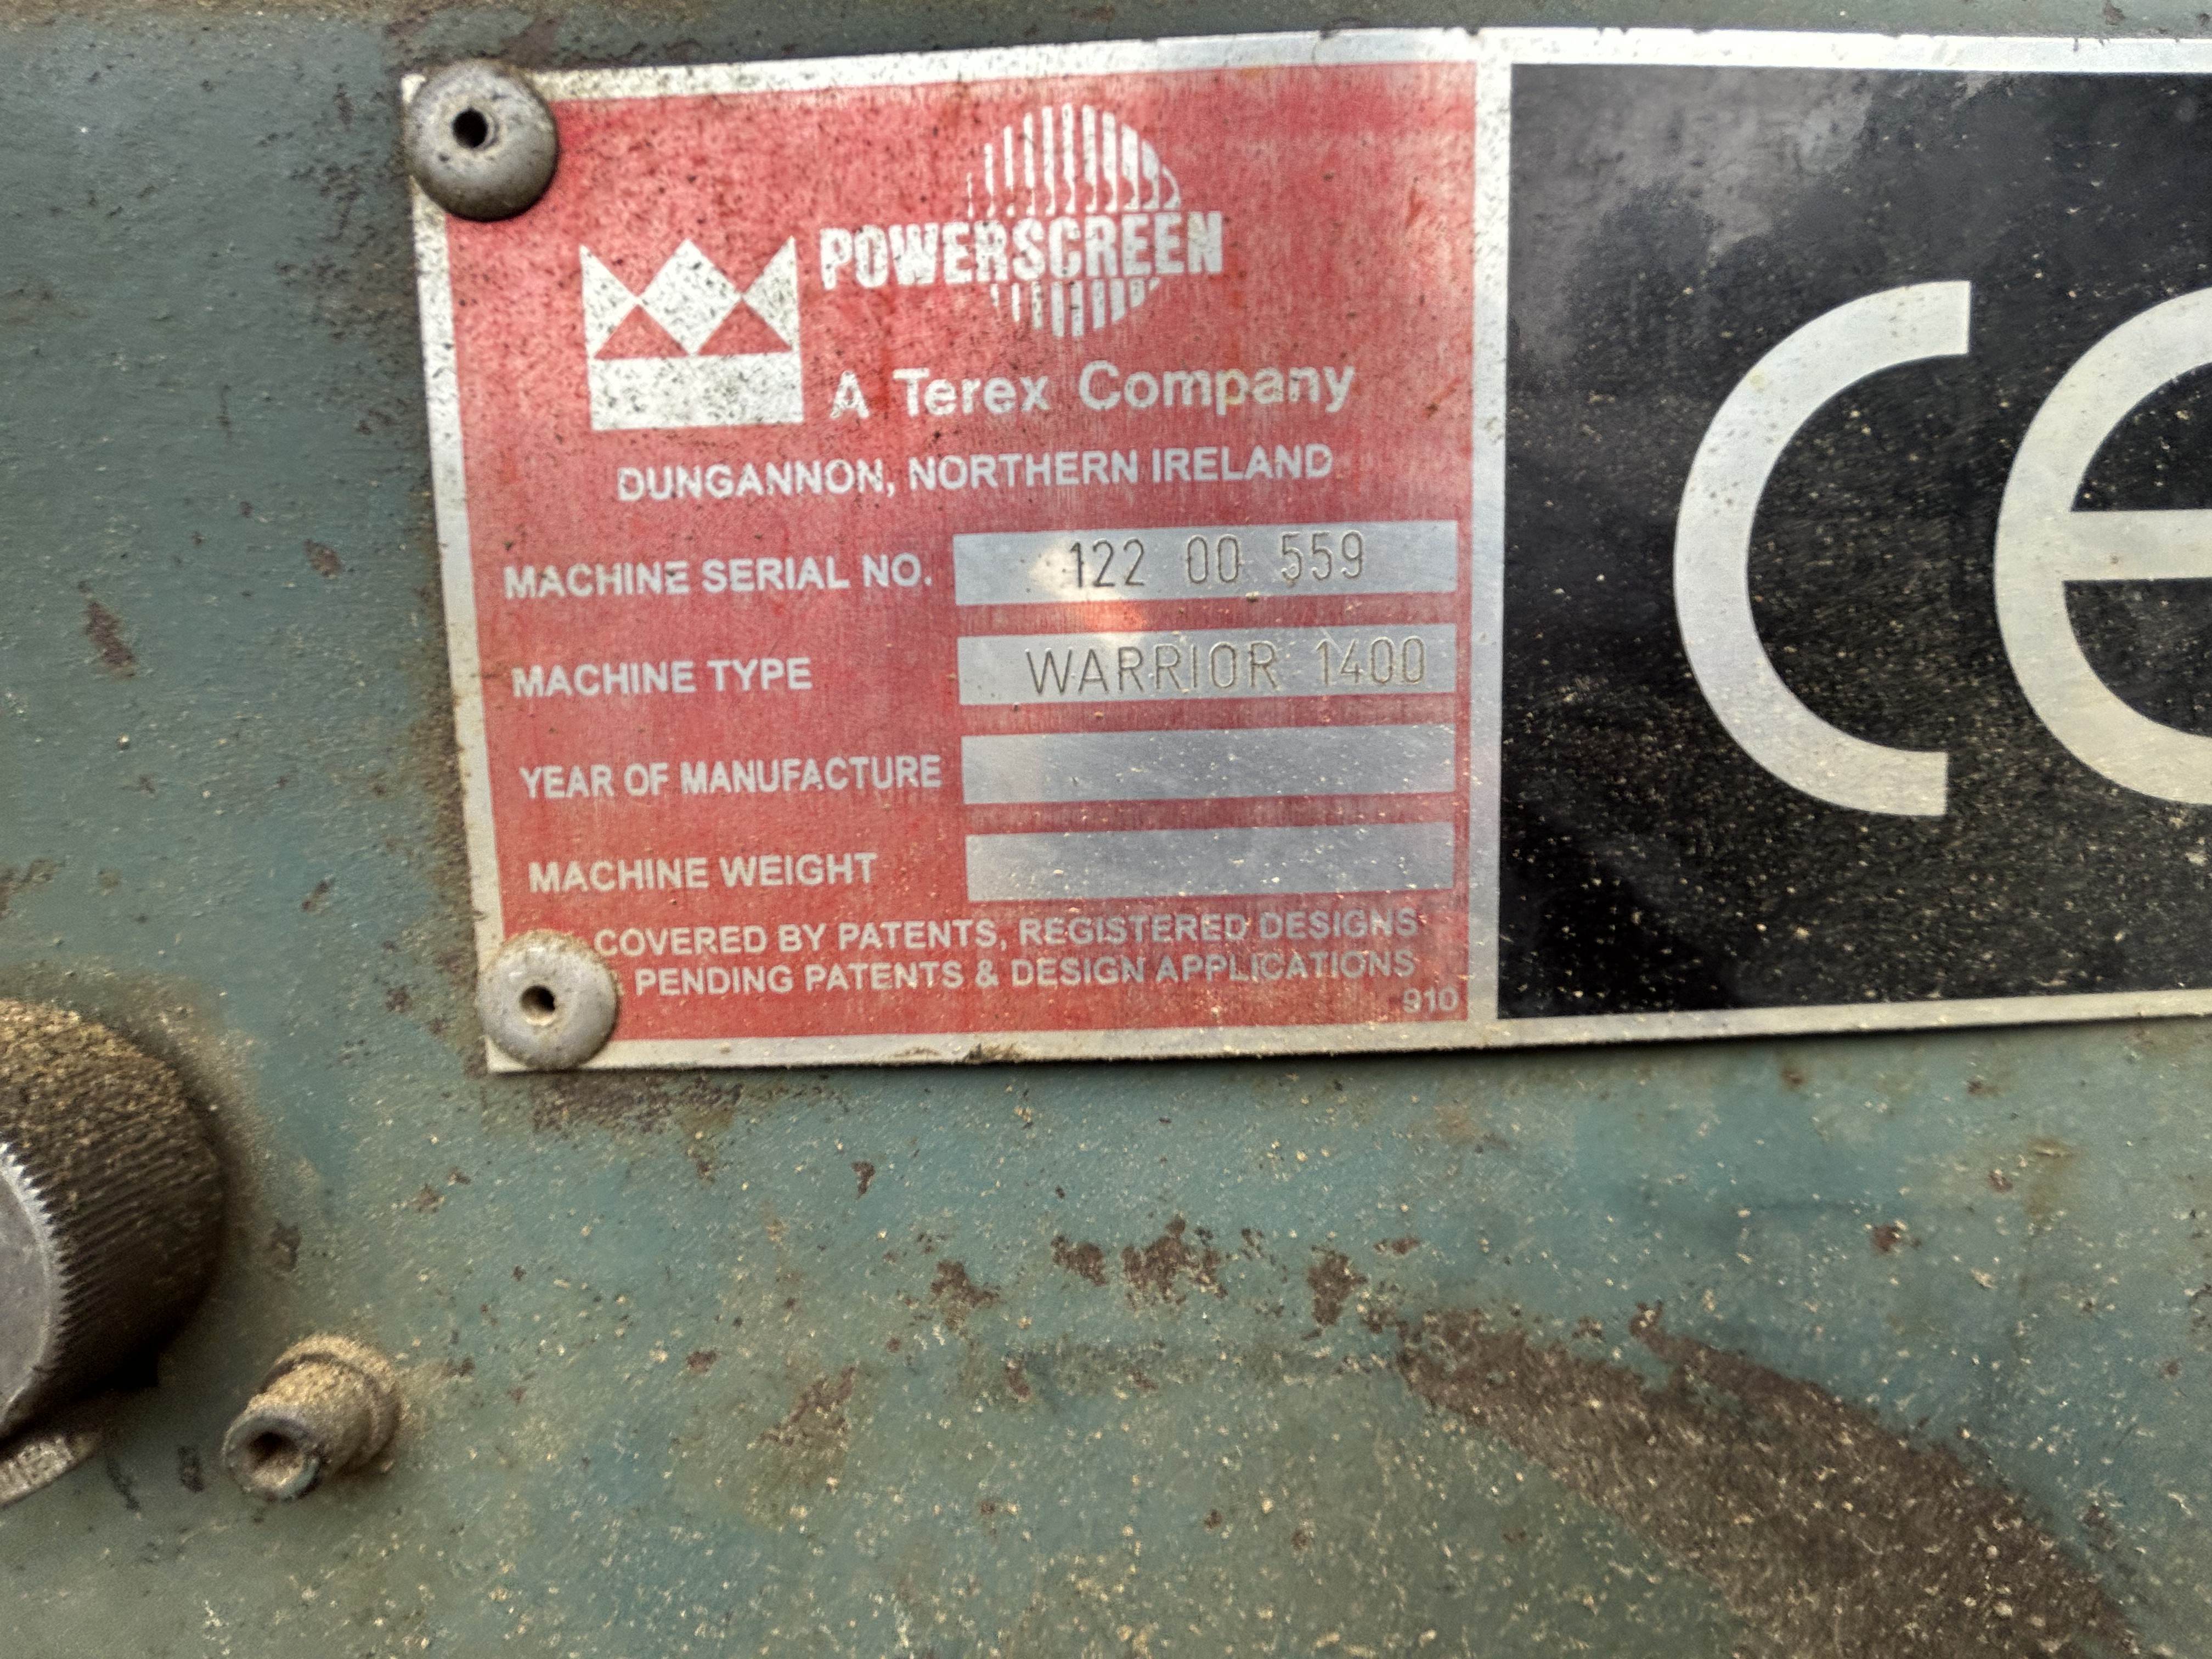 POWERSCREEN
A Terex Company
DUNGANNON, NORTHERN IRELAND
MACHINE SERIAL NO. 122 00 559
MACHINE TYPE WARRIOR 1400
YEAR OF MANUFACTURE
MACHINE WEIGHT
COVERED BY PATENTS, REGISTERED DESIGNS
PENDING PATENTS & DESIGN APPLICATIONS
910
CE